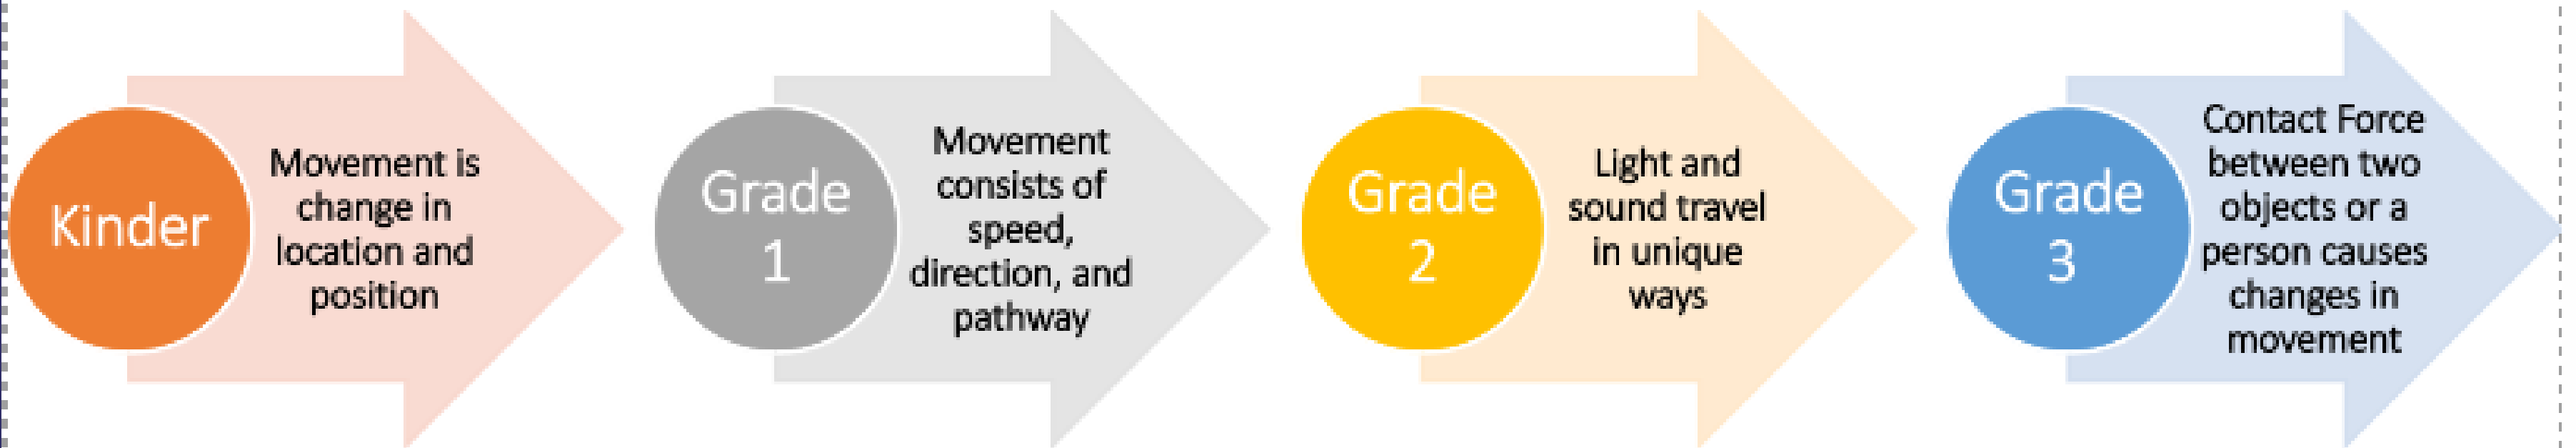 Kinder
Movement is
change in
location and
position
Grade
1
Movement
consists of
speed,
direction, and
pathway
Grade
2
Light and
sound travel
in unique
ways
Grade
3
Contact Force
between two
objects or a
person causes
changes in
movement